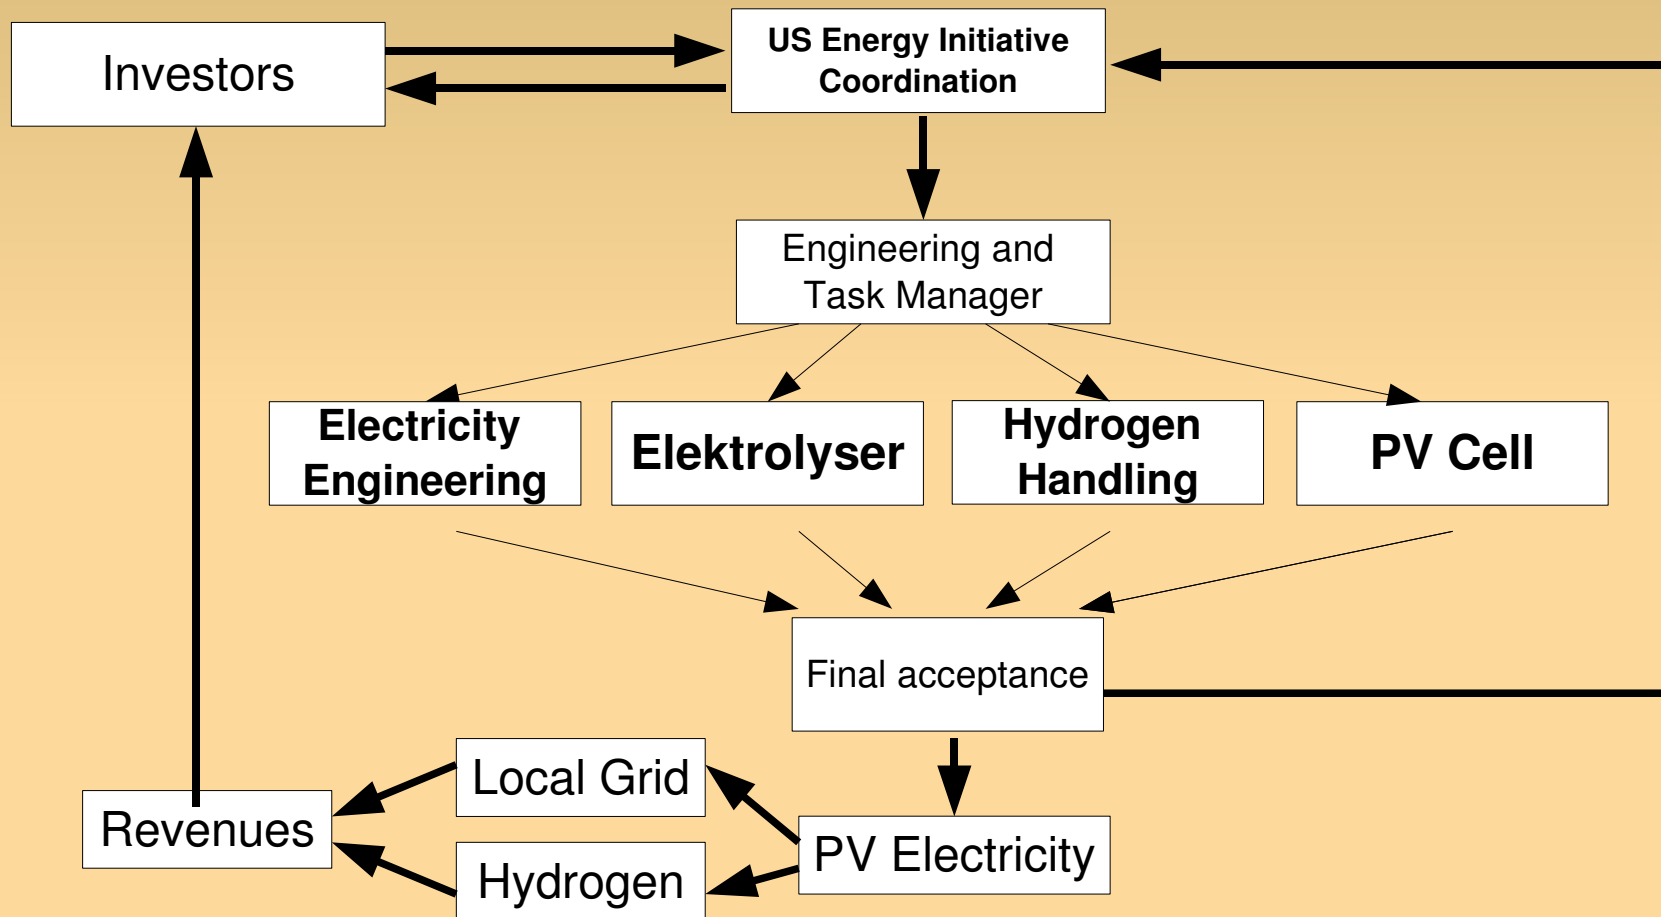 Investors
US Energy Initiative
Coordination
Engineering and
Task Manager
Electricity
Engineering
Elektrolyser
Hydrogen
Handling
PV Cell
Final acceptance
Local Grid
Revenues
PV Electricity
Hydrogen